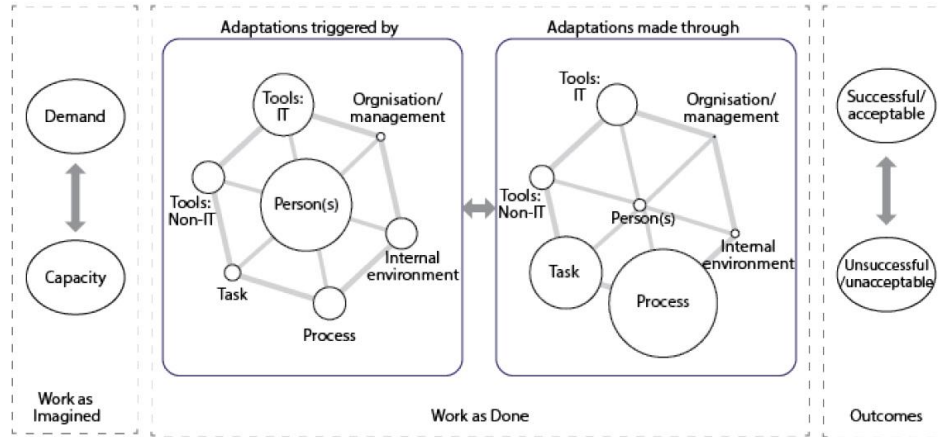 Demand
Capacity
Work as
Imagined
Adaptations triggered by
Tools:
IT
Orgnisation/
management
Tools:
Non-IT
Person(s)
Internal
environment
Task
Process
Adaptations made through
Tools:
IT
Orgnisation/
management
Tools:
Non-IT
Person(s)
Internal
environment
Task
Process
Work as Done
Successful/
acceptable
Unsuccessful
/unacceptable
Outcomes